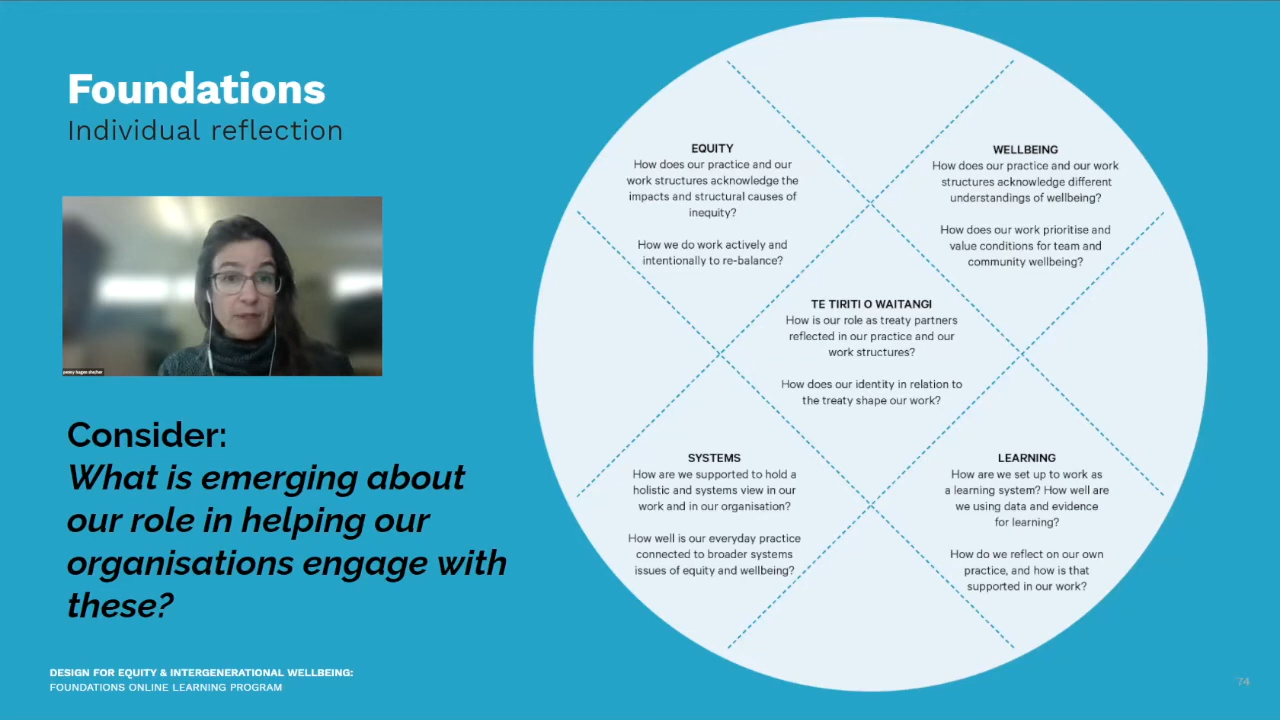 Foundations
Individual reflection
Consider:
What is emerging about
our role in helping our
organisations engage with
these?
EQUITY
How does our practice and our
work structures acknowledge the
impacts and structural causes of
inequity?
How we do work actively and
intentionally to re-balance?
WELLBEING
How does our practice and our work
structures acknowledge different
understandings of wellbeing?
How does our work prioritise and
value conditions for team and
community wellbeing?
TE TIRITI O WAITANGI
How is our role as treaty partners
reflected in our practice and our
work structures?
How does our identity in relation to
the treaty shape our work?
SYSTEMS
How are we supported to hold a
holistic and systems view in our
work and in our organisation?
How well is our everyday practice
connected to broader systems
issues of equity and wellbeing?
LEARNING
How are we set up to work as
a learning system? How well are
we using data and evidence
for learning?
How do we reflect on our own
practice, and how is that
supported in our work?
DESIGN FOR EQUITY & INTERGENERATIONAL WELLBEING:
FOUNDATIONS ONLINE LEARNING PROGRAM
74